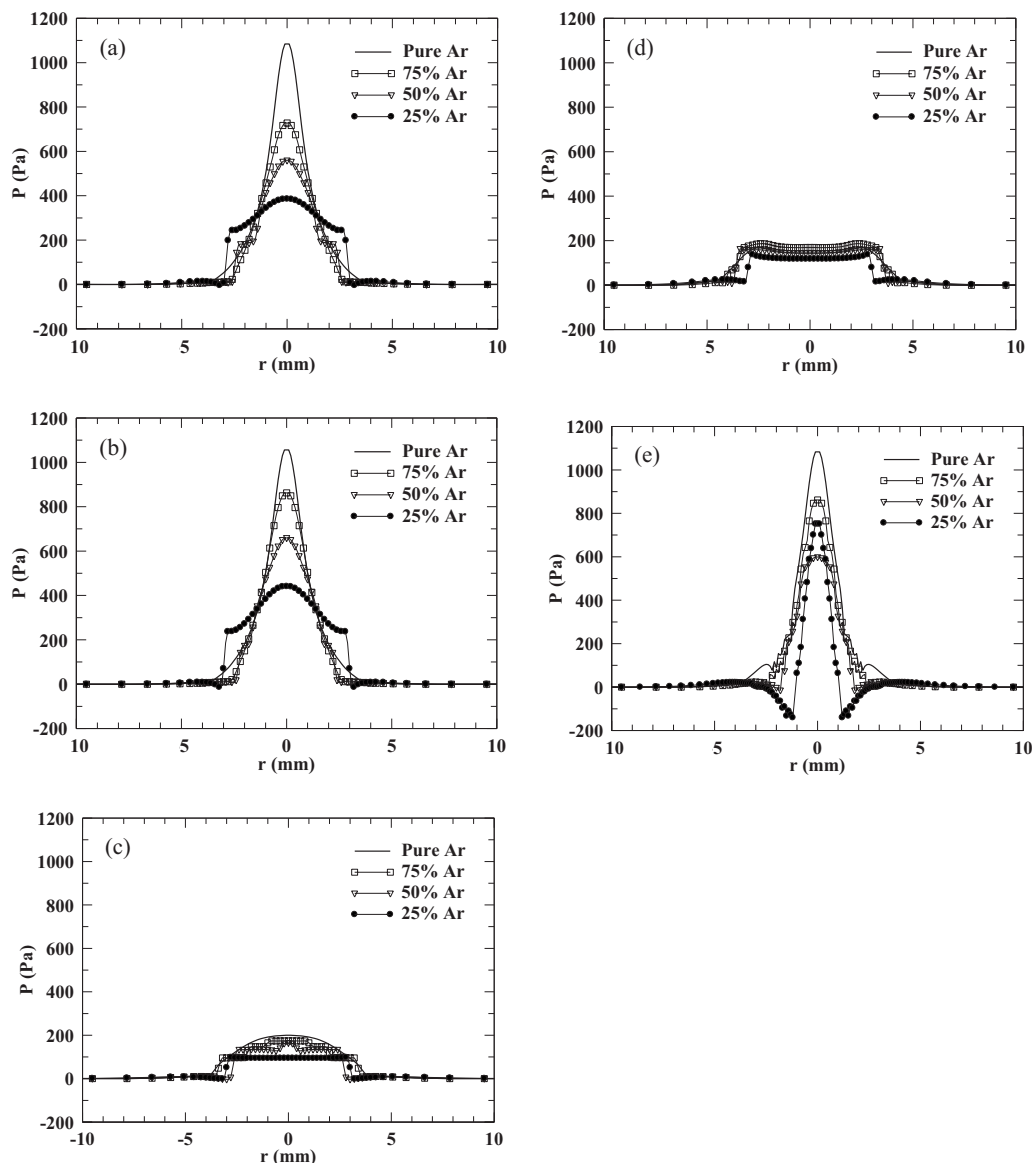 (a)
Pure Ar
75% Ar
50% Ar
25% Ar
1200
1000
800
600
400
200
0
-200
P (Pa)
10 5 0 5 10
r (mm)
(d)
Pure Ar
75% Ar
50% Ar
25% Ar
1200
1000
800
600
400
200
0
-200
P (Pa)
10 5 0 5 10
r (mm)
(b)
Pure Ar
75% Ar
50% Ar
25% Ar
1200
1000
800
600
400
200
0
-200
P (Pa)
10 5 0 5 10
r (mm)
(e)
Pure Ar
75% Ar
50% Ar
25% Ar
1200
1000
800
600
400
200
0
-200
P (Pa)
10 5 0 5 10
r (mm)
(c)
Pure Ar
75% Ar
50% Ar
25% Ar
1200
1000
800
600
400
200
0
-200
P (Pa)
-10 -5 0 5 10
r (mm)